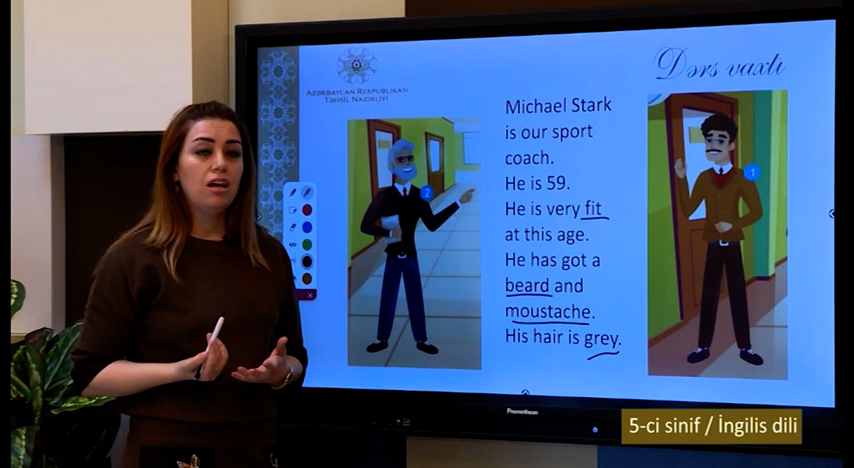 AZƏRBAYCAN RESPUBLİKASI
TƏHSİL NAZİRLİYİ
Dərs vaxtı
Michael Stark
is our sport
coach.
He is 59.
He is very fit
at this age.
He has got a
beard and
moustache.
His hair is grey.
2
1
Promethean
5-ci sinif / İngilis dili